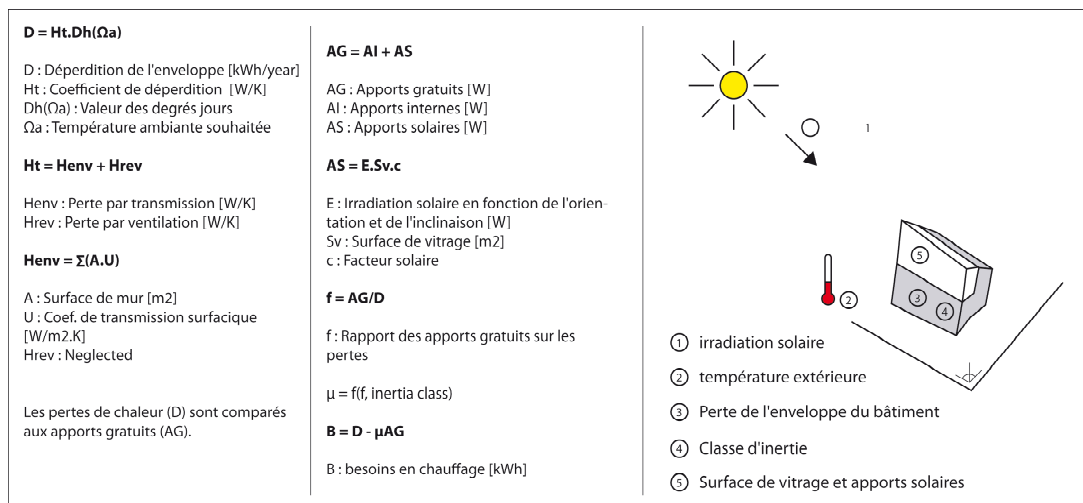 D = Ht.Dh(Ωa)
D : Déperdition de l'enveloppe [kWh/year]
Ht : Coefficient de déperdition [W/K]
Dh(Ωa) : Valeur des degrés jours
Ωa : Température ambiante souhaitée
Ht = Henv + Hrev
Henv : Perte par transmission [W/K]
Hrev : Perte par ventilation [W/K]
Henv = Σ(A.U)
A : Surface de mur [m2]
U : Coef. de transmission surfacique
[W/m2.K]
Hrev : Neglected
Les pertes de chaleur (D) sont comparés
aux apports gratuits (AG).
AG = AI + AS
AG : Apports gratuits [W]
AI : Apports internes [W]
AS : Apports solaires [W]
AS = E.Sv.c
E : Irradiation solaire en fonction de l'orien-
tation et de l'inclinaison [W]
Sv : Surface de vitrage [m2]
c : Facteur solaire
f = AG/D
f : Rapport des apports gratuits sur les
pertes
μ = f(f, inertia class)
B = D - μAG
B : besoins en chauffage [kWh]
1
5
3
4
2
1 irradiation solaire
2 température extérieure
3 Perte de l'enveloppe du bâtiment
4 Classe d'inertie
5 Surface de vitrage et apports solaires